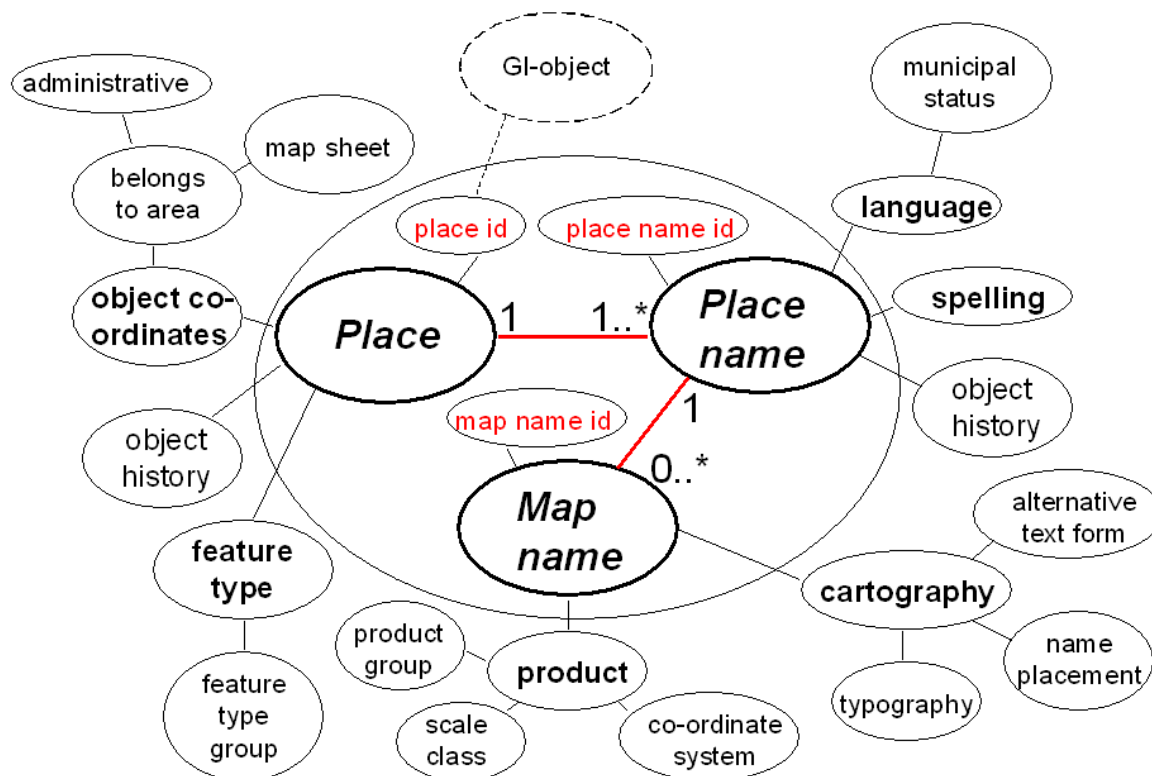 GI-object
municipal
status
administrative
map sheet
belongs
to area
language
place id
place name id
object co-
ordinates
spelling
Place
1
1..*
Place
name
object
history
map name id
1
0..*
object
history
Map
name
alternative
text form
feature
type
cartography
product
group
product
name
placement
feature
type
group
scale
class
co-ordinate
system
typography